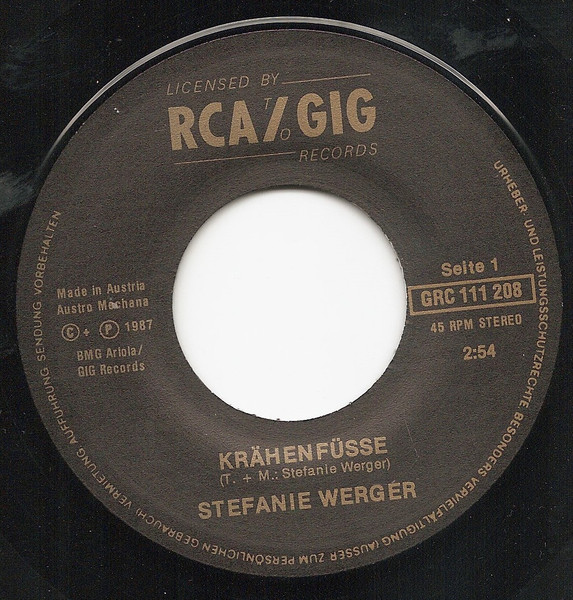 LICENSED BY
RCA TO GIG
RECORDS
Made in Austria
Austro Mechana
© + ℗ 1987
BMG Ariola/
GIG Records
Seite 1
GRC 111 208
45 RPM STEREO
2:54
KRÄHENFÜSSE
(T. + M.: Stefanie Werger)
STEFANIE WERGER
URHEBER- UND LEISTUNGSSCHUTZRECHTE, BESONDERS VERVIELFÄLTIGUNG (AUSSER ZUM PERSÖNLICHEN GEBRAUCH) VERMIETUNG AUFFÜHRUNG SENDUNG VORBEHALTEN